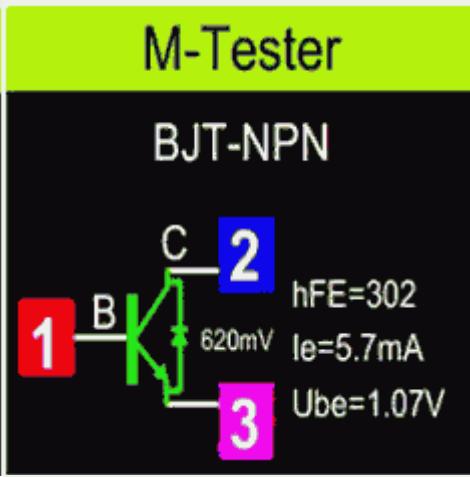 M-Tester
BJT-NPN
C
2
hFE=302
1
B
620mV
Ie=5.7mA
3
Ube=1.07V